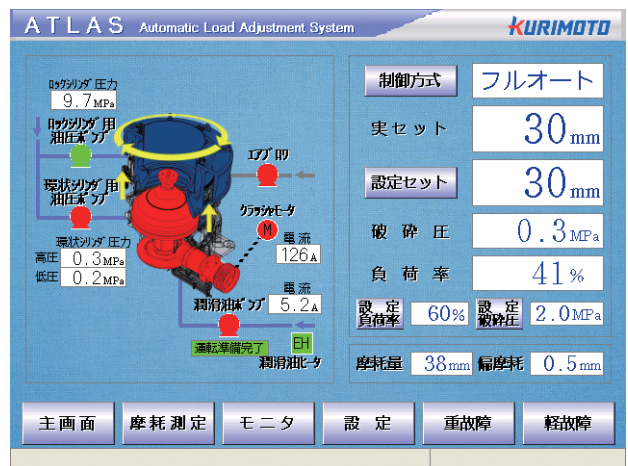 ATLAS Automatic Load Adjustment System
KURIMOTO
ロックシリンダ 圧力
9.7MPa
ロックシリンダ 用
油圧ポンプ
環状シリンダ 用
油圧ポンプ
環状シリンダ 圧力
高圧 0.3MPa
低圧 0.2MPa
エアブロワ
クラッシャモータ
M
電流
126A
電流
潤滑油ポンプ 5.2A
運転準備完了
EH
潤滑油ヒータ
制御方式 フルオート
実セット 30mm
設定セット 30mm
破砕圧 0.3MPa
負荷率 41%
設定負荷率 60% 設定破砕圧 2.0MPa
摩耗量 38mm 偏摩耗 0.5mm
主画面 摩耗測定 モニタ 設定 重故障 軽故障